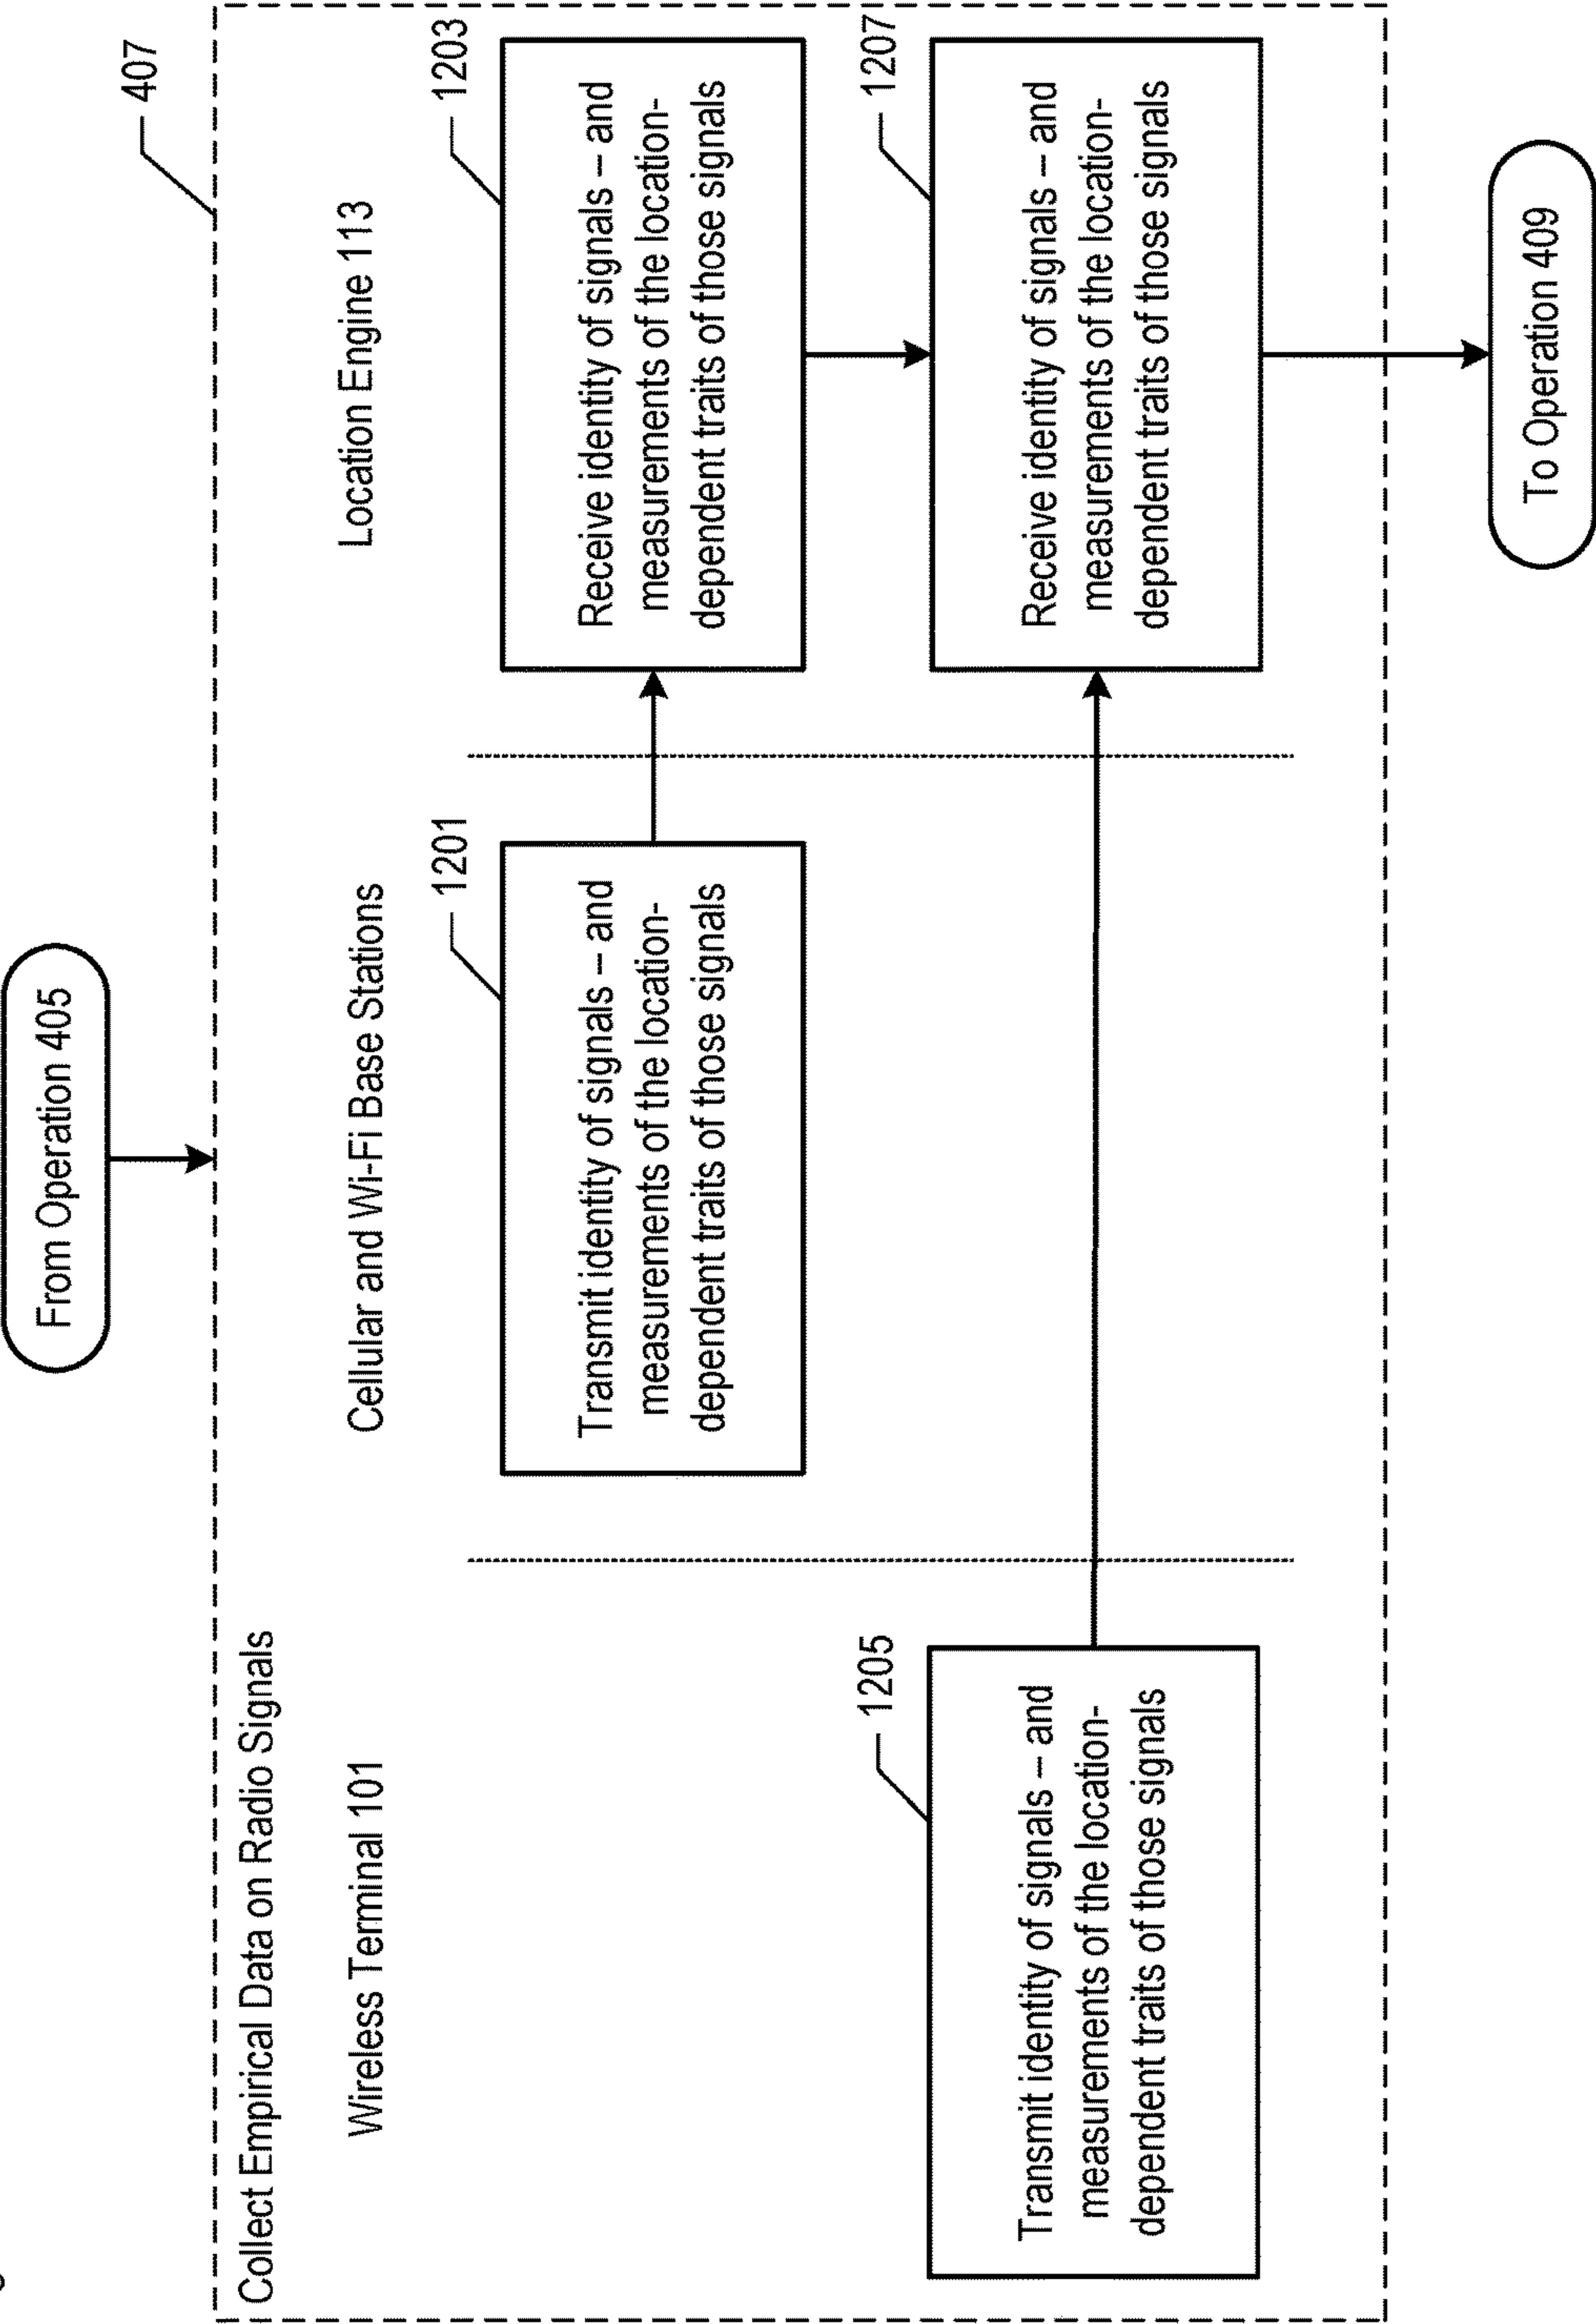 From Operation 405
407
Collect Empirical Data on Radio Signals
Wireless Terminal 101
Cellular and Wi-Fi Base Stations
Location Engine 113
1201
Transmit identity of signals – and
measurements of the location-
dependent traits of those signals
1203
Receive identity of signals – and
measurements of the location-
dependent traits of those signals
1205
Transmit identity of signals – and
measurements of the location-
dependent traits of those signals
1207
Receive identity of signals – and
measurements of the location-
dependent traits of those signals
To Operation 409